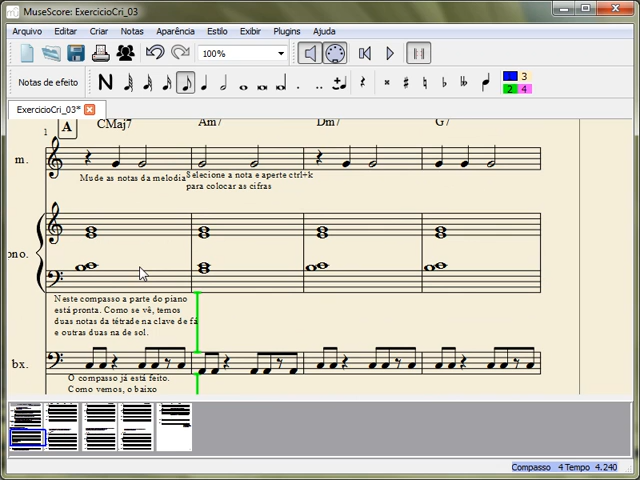 MuseScore: ExercicioCri_03
Arquivo Editar Criar Notas Aparência Estilo Exibir Plugins Ajuda
100%
Notas de efeito
1 3
2 4
ExercicioCri_03*
1
A
CMaj7 Am7 Dm7 G7
m.
Mude as notas da melodia
Selecione a nota e aperte ctrl+k
para colocar as cifras
no.
Neste compasso a parte do piano
está pronta. Como se vê, temos
duas notas da tétrade na clave de fá
e outras duas na de sol.
bx.
O compasso já está feito.
Como vemos, o baixo
Compasso 4 Tempo 4.240